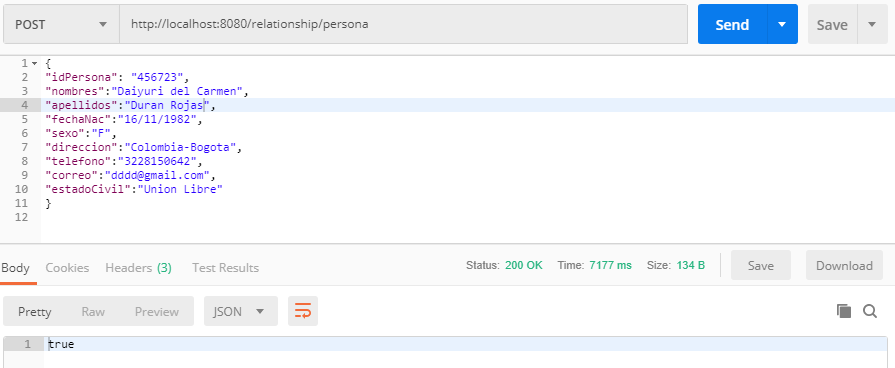 POST http://localhost:8080/relationship/persona Send Save
1 {
2 "idPersona": "456723",
3 "nombres":"Daiyuri del Carmen",
4 "apellidos":"Duran Rojas",
5 "fechaNac":"16/11/1982",
6 "sexo":"F",
7 "direccion":"Colombia-Bogota",
8 "telefono":"3228150642",
9 "correo":"dddd@gmail.com",
10 "estadoCivil":"Union Libre"
11 }
12
Body Cookies Headers (3) Test Results Status: 200 OK Time: 7177 ms Size: 134 B Save Download
Pretty Raw Preview JSON
1 true